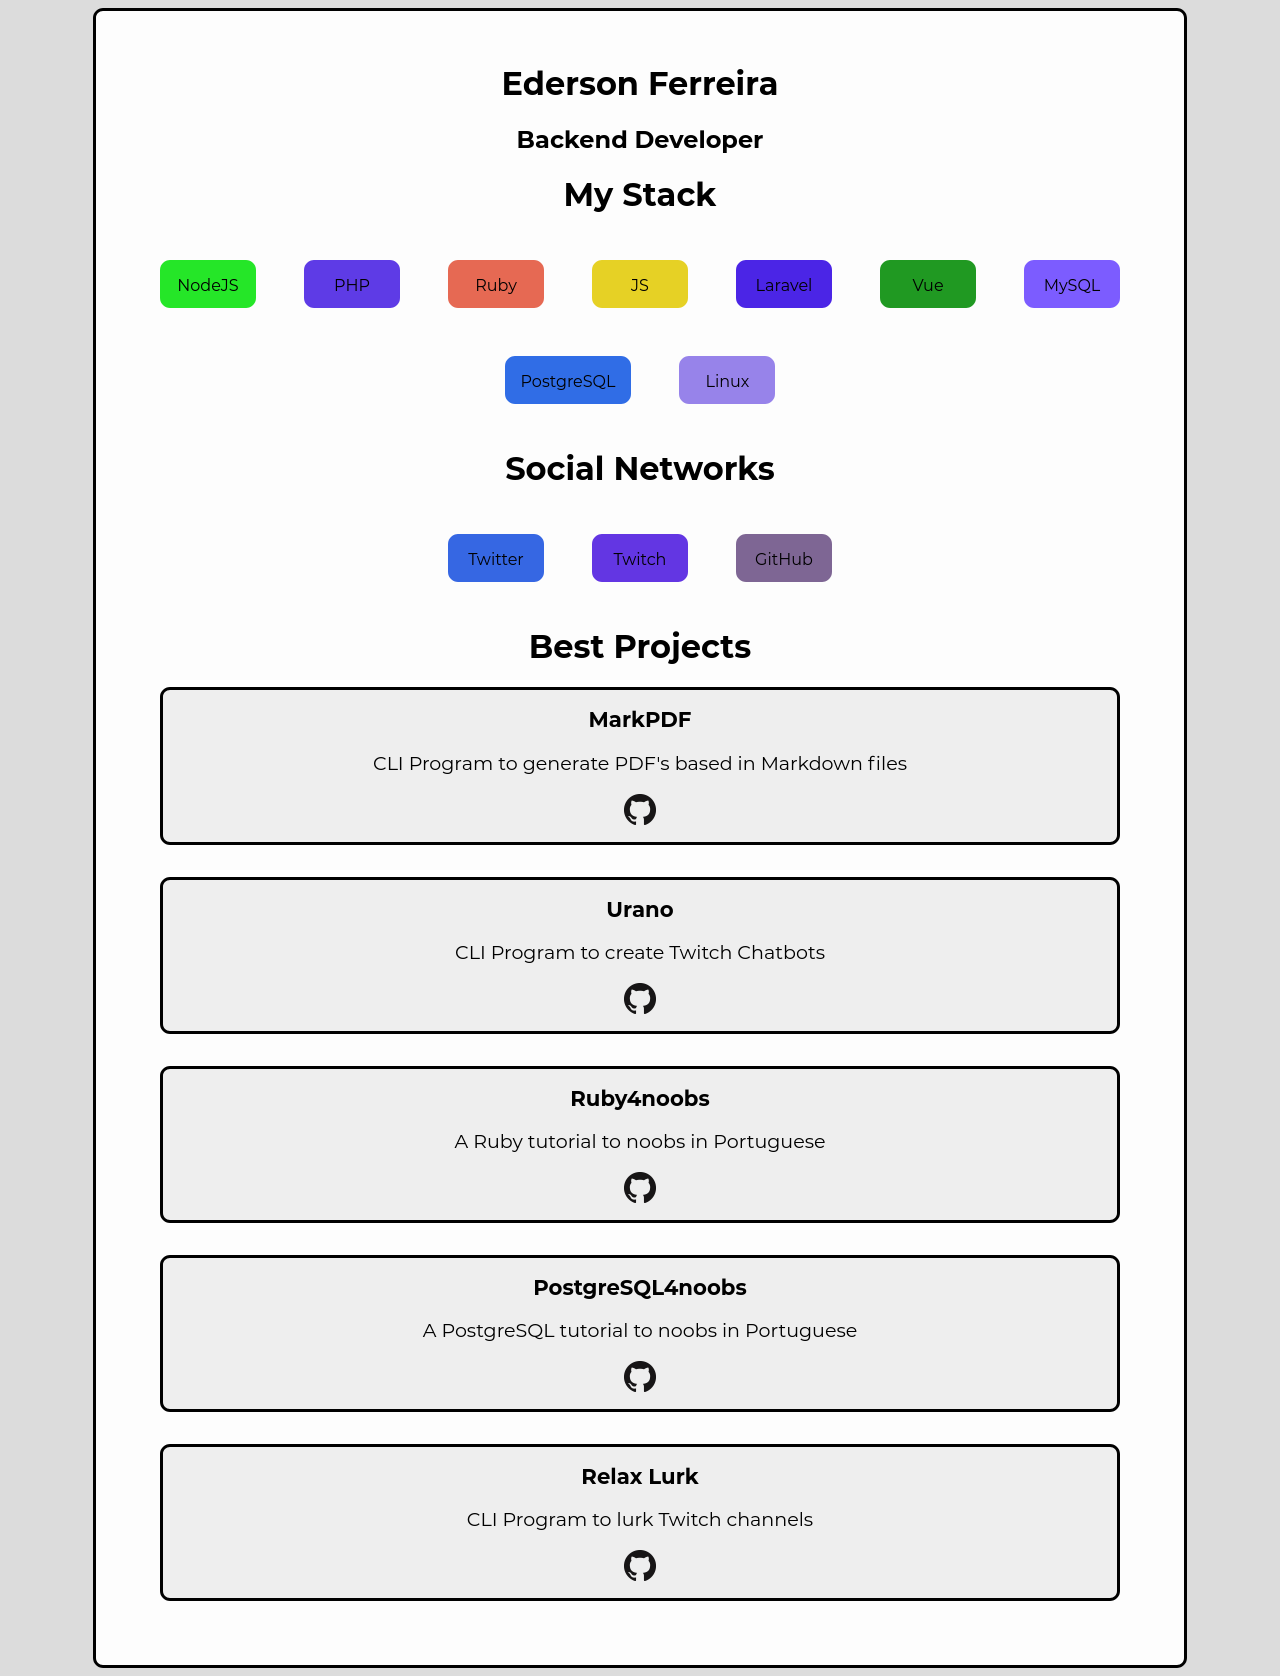 Ederson Ferreira
Backend Developer
My Stack
NodeJS PHP Ruby JS Laravel Vue MySQL
PostgreSQL Linux
Social Networks
Twitter Twitch GitHub
Best Projects
MarkPDF
CLI Program to generate PDF's based in Markdown files
Urano
CLI Program to create Twitch Chatbots
Ruby4noobs
A Ruby tutorial to noobs in Portuguese
PostgreSQL4noobs
A PostgreSQL tutorial to noobs in Portuguese
Relax Lurk
CLI Program to lurk Twitch channels